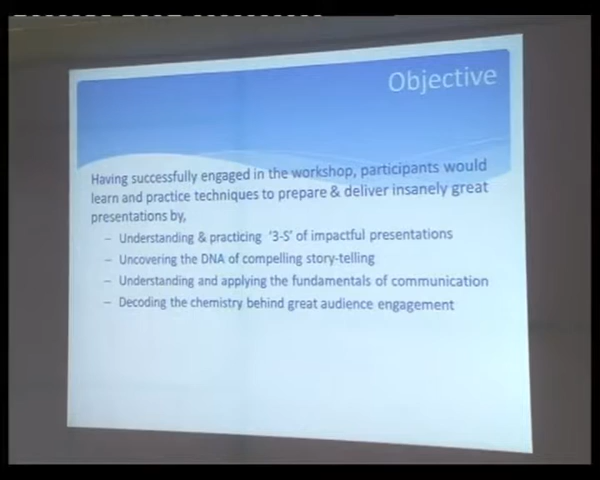 Objective
Having successfully engaged in the workshop, participants would
learn and practice techniques to prepare & deliver insanely great
presentations by,
– Understanding & practicing '3-S' of impactful presentations
– Uncovering the DNA of compelling story-telling
– Understanding and applying the fundamentals of communication
– Decoding the chemistry behind great audience engagement